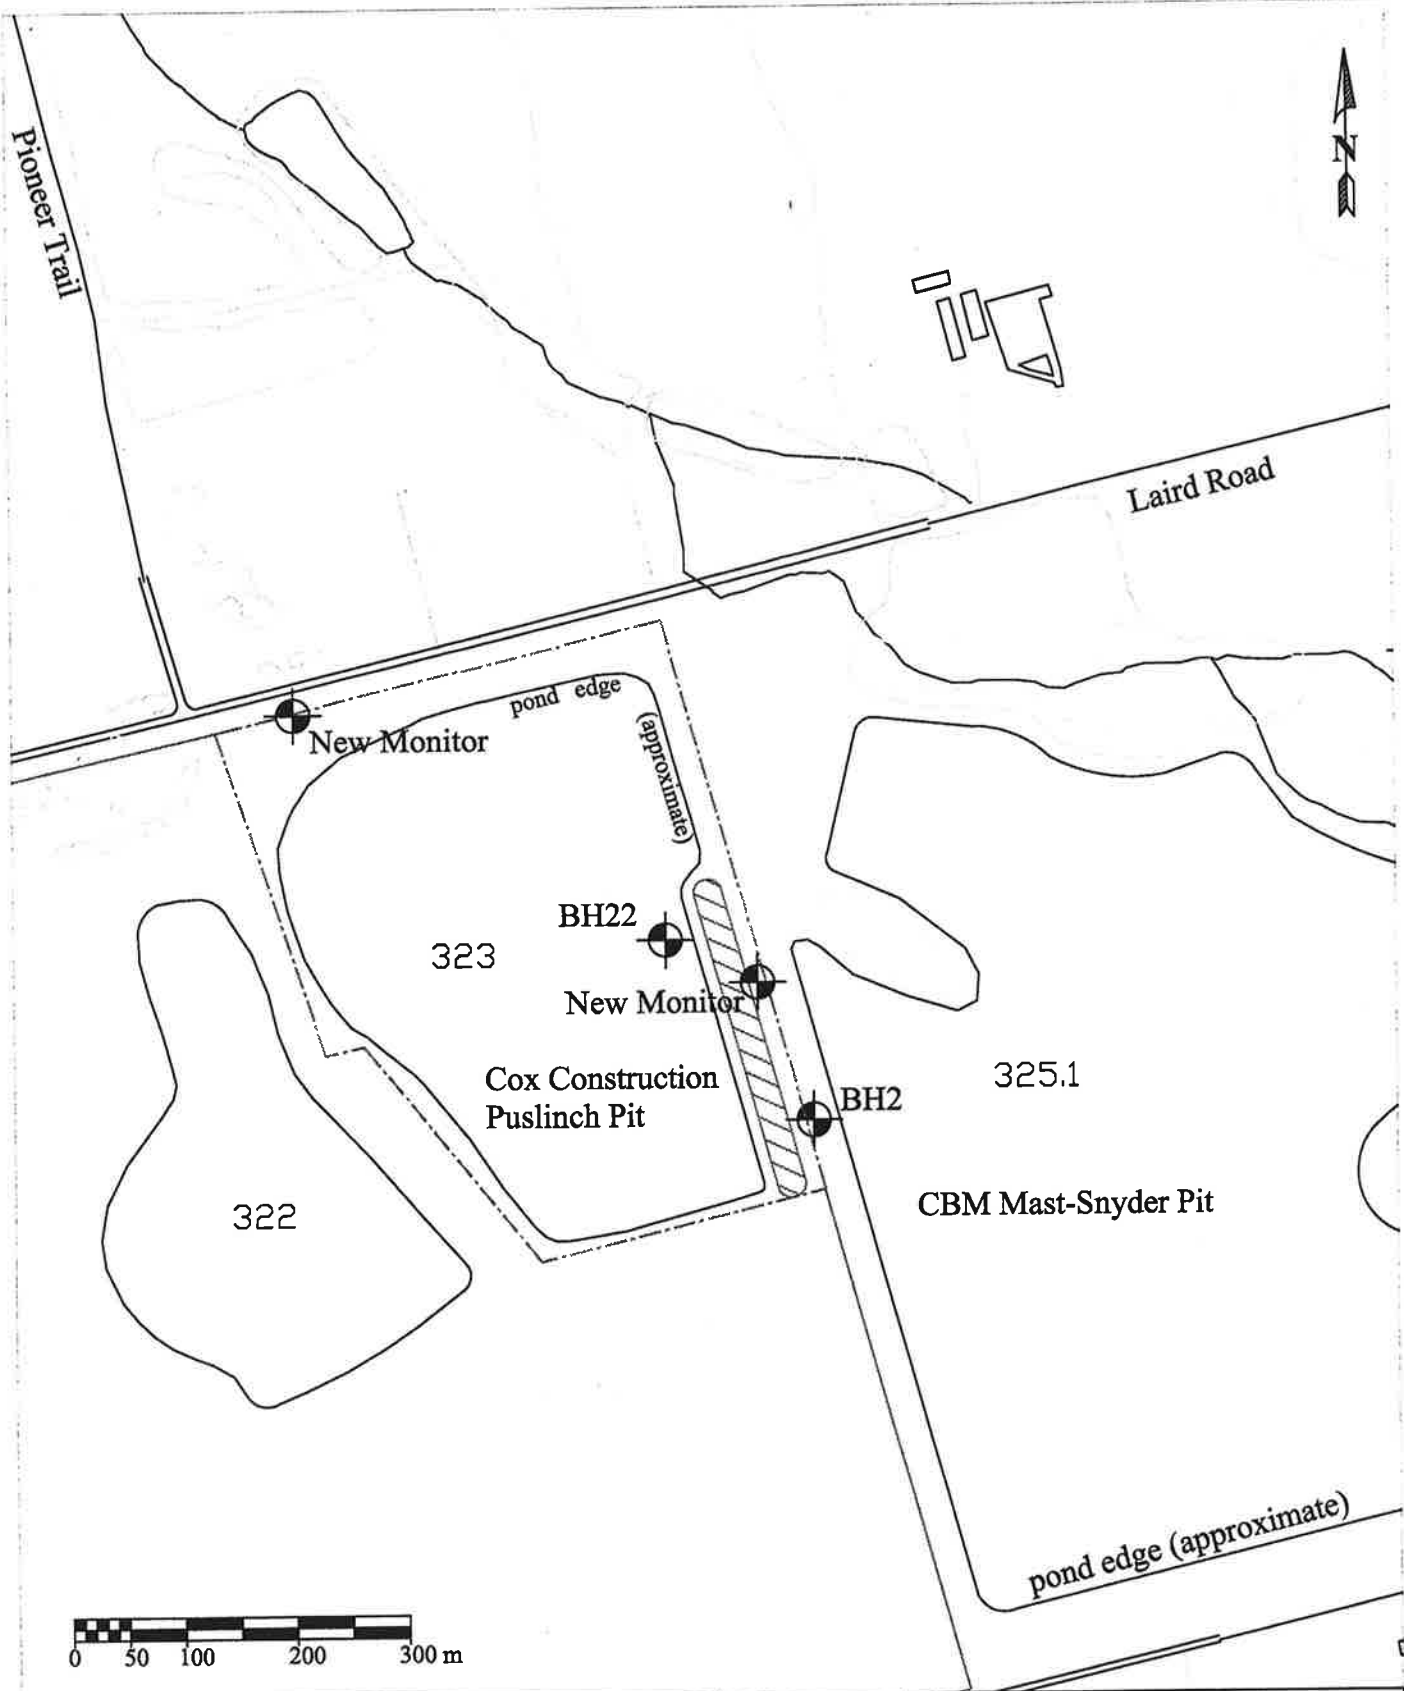 N
Pioneer Trail
Laird Road
pond edge
(approximate)
New Monitor
BH22
323
New Monitor
325.1
Cox Construction
Puslinch Pit
BH2
CBM Mast-Snyder Pit
322
pond edge (approximate)
0 50 100 200 300 m